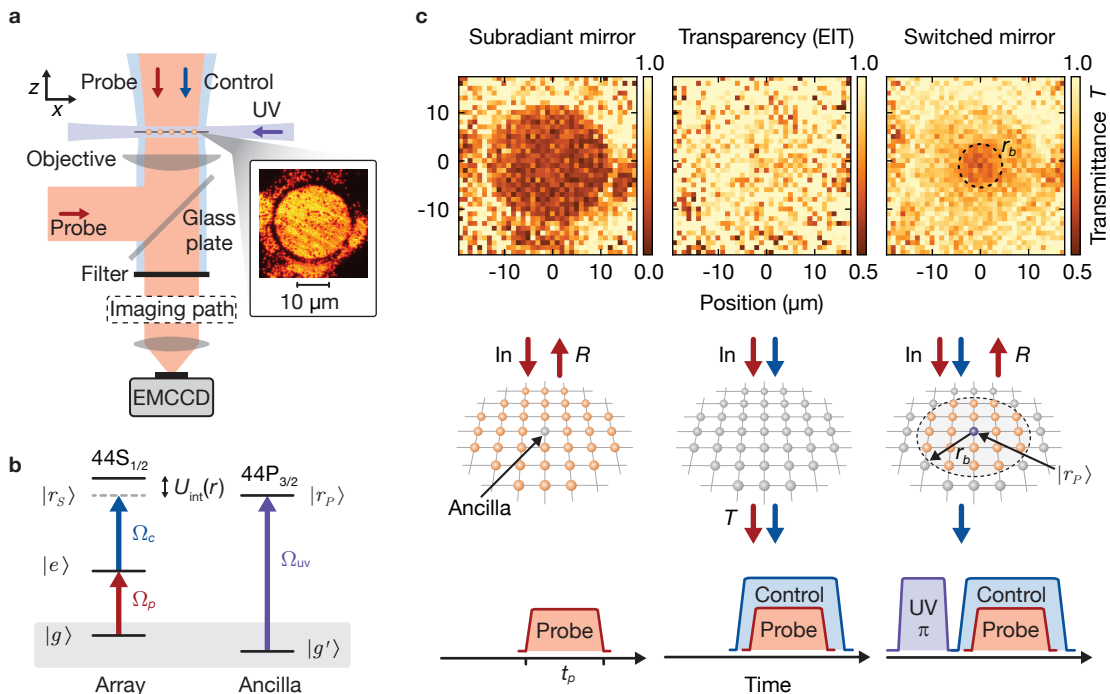 a
Probe
Control
z
x
UV
Objective
Probe
Glass
plate
Filter
10 μm
Imaging path
EMCCD
b
44S1/2
Uint(r)
44P3/2
|rS⟩
|rP⟩
Ωc
Ωuv
|e⟩
Ωp
|g⟩
|g'⟩
Array
Ancilla
c
Subradiant mirror
Transparency (EIT)
Switched mirror
1.0
1.0
1.0
10
0
-10
rb
Transmittance T
-10 0 10
0.0
-10 0 10
0.5
-10 0 10
0.5
Position (μm)
In
R
In
In
R
Ancilla
rb
|rP⟩
T
Probe
Control
Probe
UV
π
Control
Probe
tp
Time